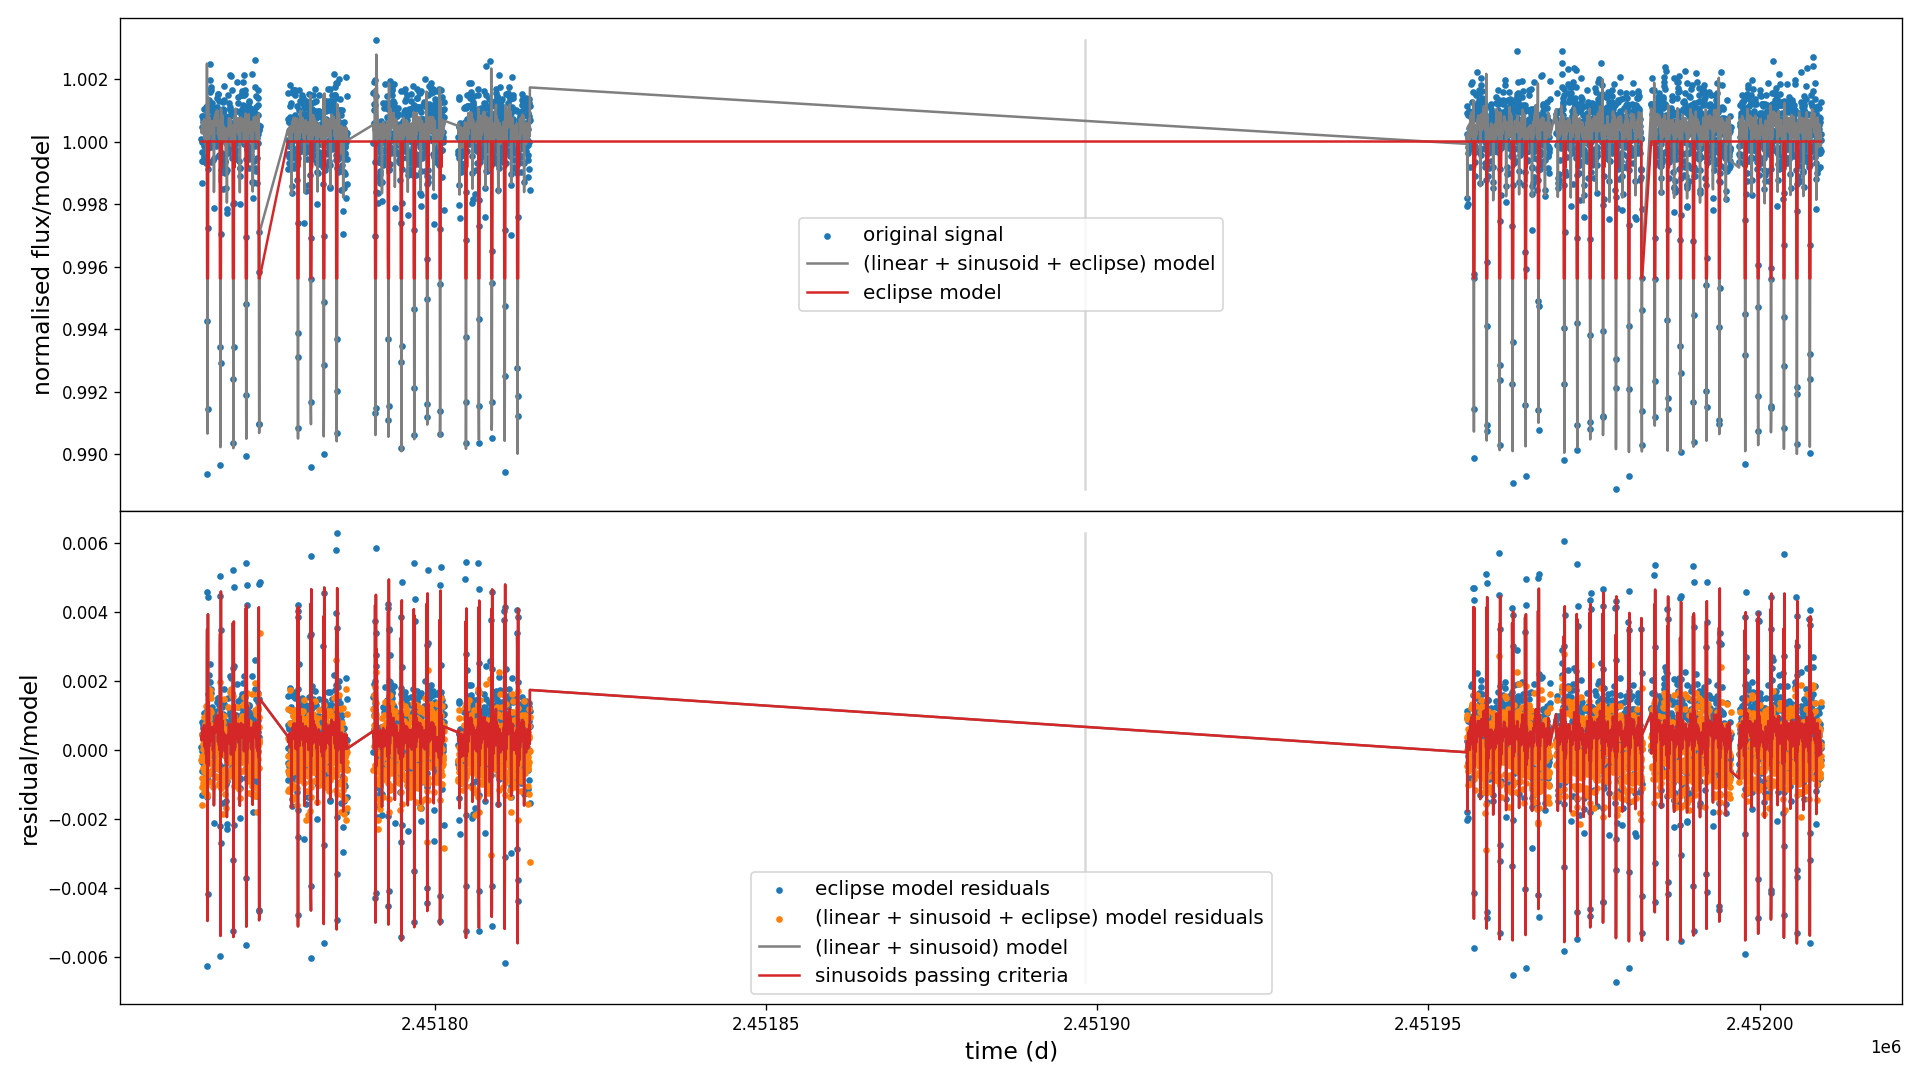 1.002
1.000
0.998
0.996
0.994
0.992
0.990
normalised flux/model
original signal
(linear + sinusoid + eclipse) model
eclipse model
0.006
0.004
0.002
0.000
−0.002
−0.004
−0.006
residual/model
eclipse model residuals
(linear + sinusoid + eclipse) model residuals
(linear + sinusoid) model
sinusoids passing criteria
2.45180
2.45185
2.45190
2.45195
2.45200
1e6
time (d)